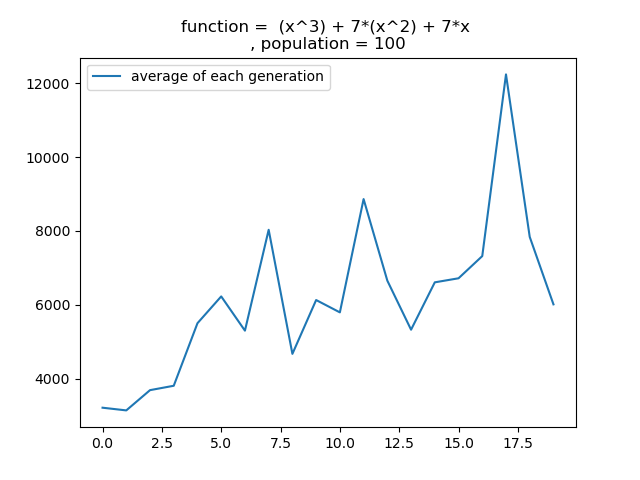 function =  (x^3) + 7*(x^2) + 7*x
, population = 100
average of each generation
12000
10000
8000
6000
4000
0.0 2.5 5.0 7.5 10.0 12.5 15.0 17.5